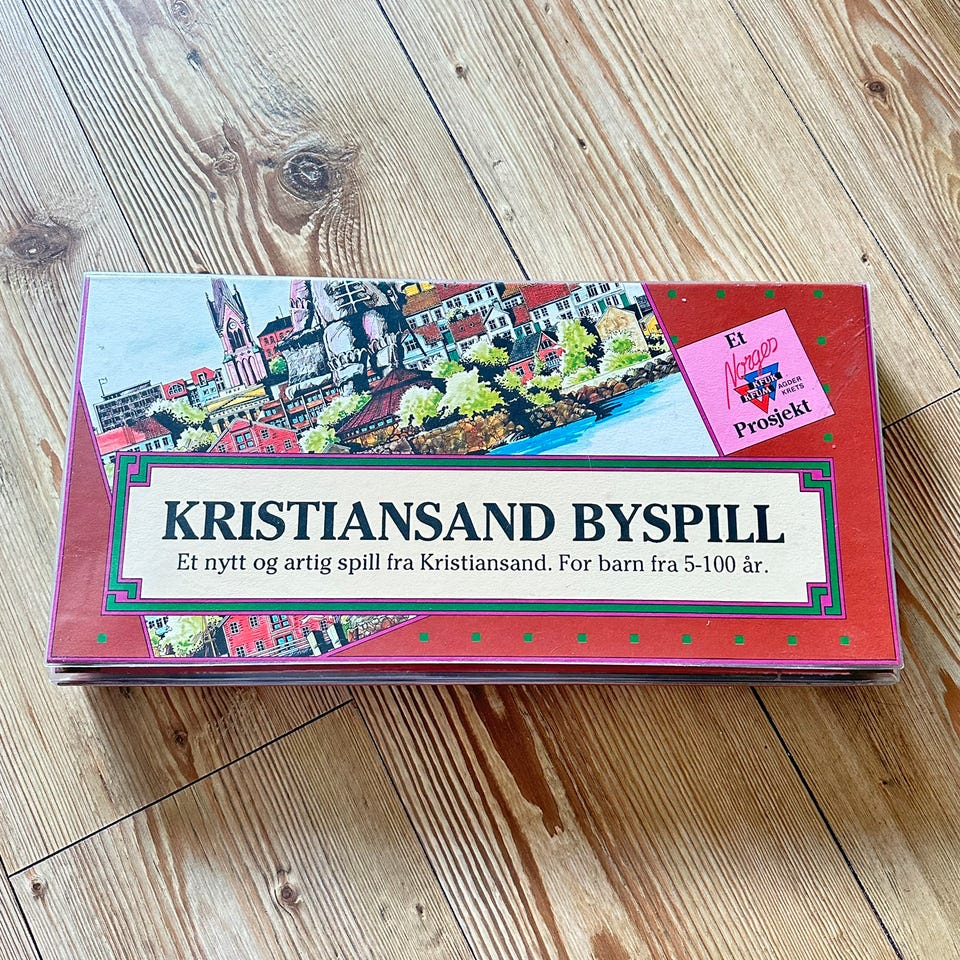 Et
Norges
KFUK
KFUM
AGDER
KRETS
Prosjekt
KRISTIANSAND BYSPILL
Et nytt og artig spill fra Kristiansand. For barn fra 5-100 år.